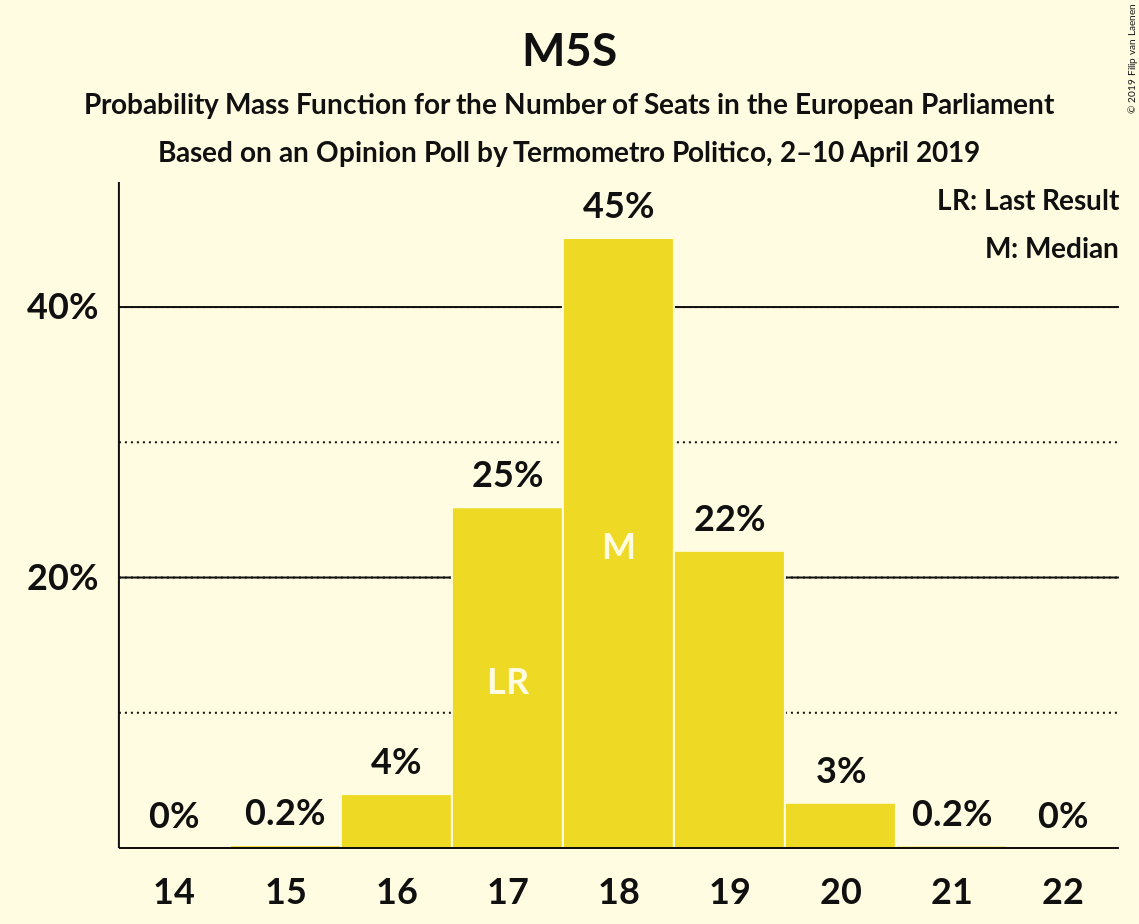 M5S
Probability Mass Function for the Number of Seats in the European Parliament
Based on an Opinion Poll by Termometro Politico, 2–10 April 2019
© 2019 Filip van Laenen
LR: Last Result
M: Median
45%
40%
25%
22%
M
20%
LR
4%
3%
0%
0.2%
0.2%
0%
14 15 16 17 18 19 20 21 22